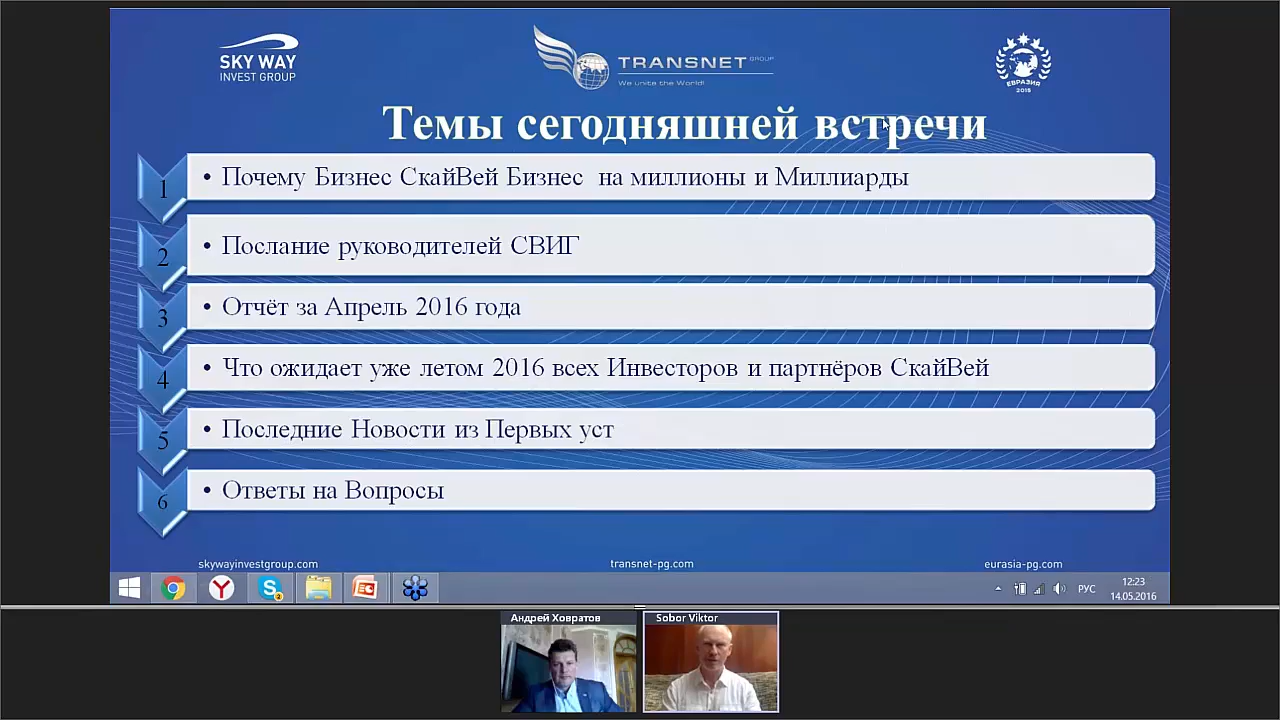 SKY WAY
INVEST GROUP
TRANSNET GROUP
We unite the World!
ЕВРАЗИЯ
2015
Темы сегодняшней встречи
1
• Почему Бизнес СкайВей Бизнес на миллионы и Миллиарды
2
• Послание руководителей СВИГ
3
• Отчёт за Апрель 2016 года
4
• Что ожидает уже летом 2016 всех Инвесторов и партнёров СкайВей
5
• Последние Новости из Первых уст
6
• Ответы на Вопросы
skywayinvestgroup.com
transnet-pg.com
eurasia-pg.com
РУС
12:23
14.05.2016
Андрей Ховратов
Sobor Viktor